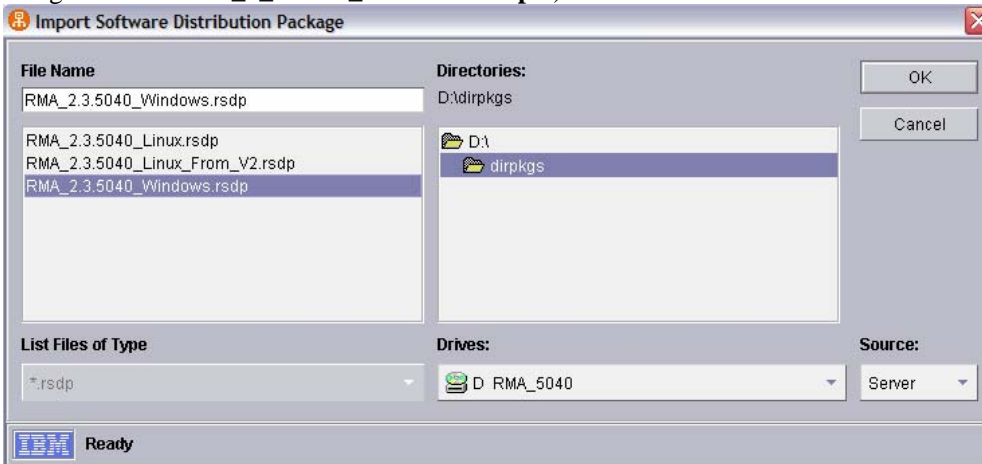 Import Software Distribution Package
File Name
RMA_2.3.5040_Windows.rsdp
RMA_2.3.5040_Linux.rsdp
RMA_2.3.5040_Linux_From_V2.rsdp
RMA_2.3.5040_Windows.rsdp
Directories:
D:\dirpkgs
D:\
dirpkgs
OK
Cancel
List Files of Type
*.rsdp
Drives:
D RMA_5040
Source:
Server
IBM Ready